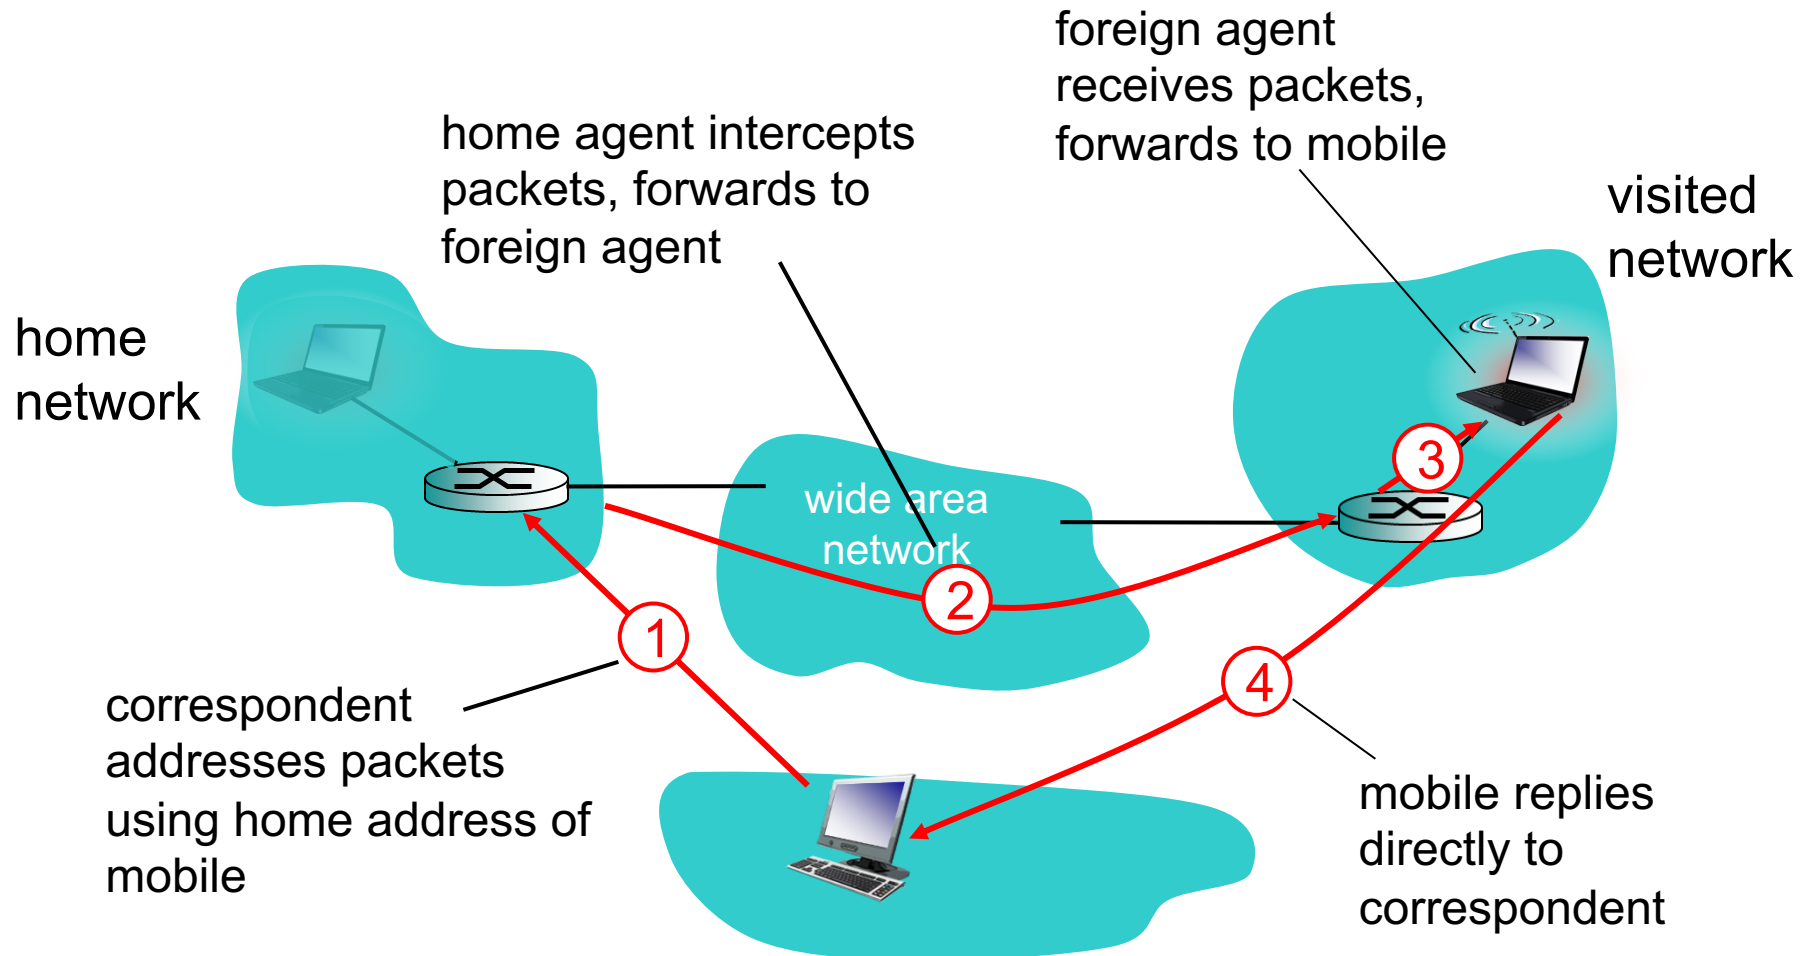 foreign agent
receives packets,
forwards to mobile
home agent intercepts
packets, forwards to
foreign agent
visited
network
home
network
wide area
network
3
2
1
4
correspondent
addresses packets
using home address of
mobile
mobile replies
directly to
correspondent